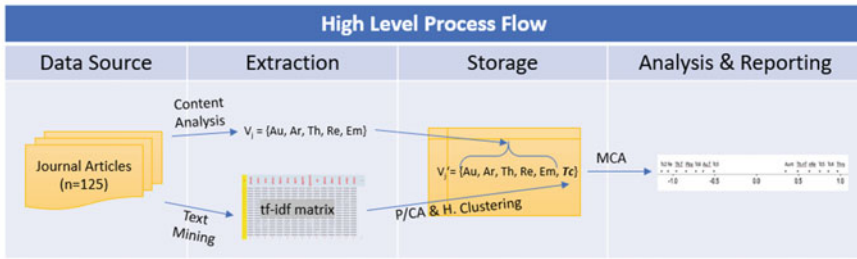 High Level Process Flow
Data Source
Extraction
Storage
Analysis & Reporting
Journal Articles
(n=125)
Content
Analysis
Text
Mining
Vj = {Au, Ar, Th, Re, Em}
tf-idf matrix
P/CA & H. Clustering
Vj'= {Au, Ar, Th, Re, Em, Tc}
MCA
-1.0 -0.5 0.0 0.5 1.0